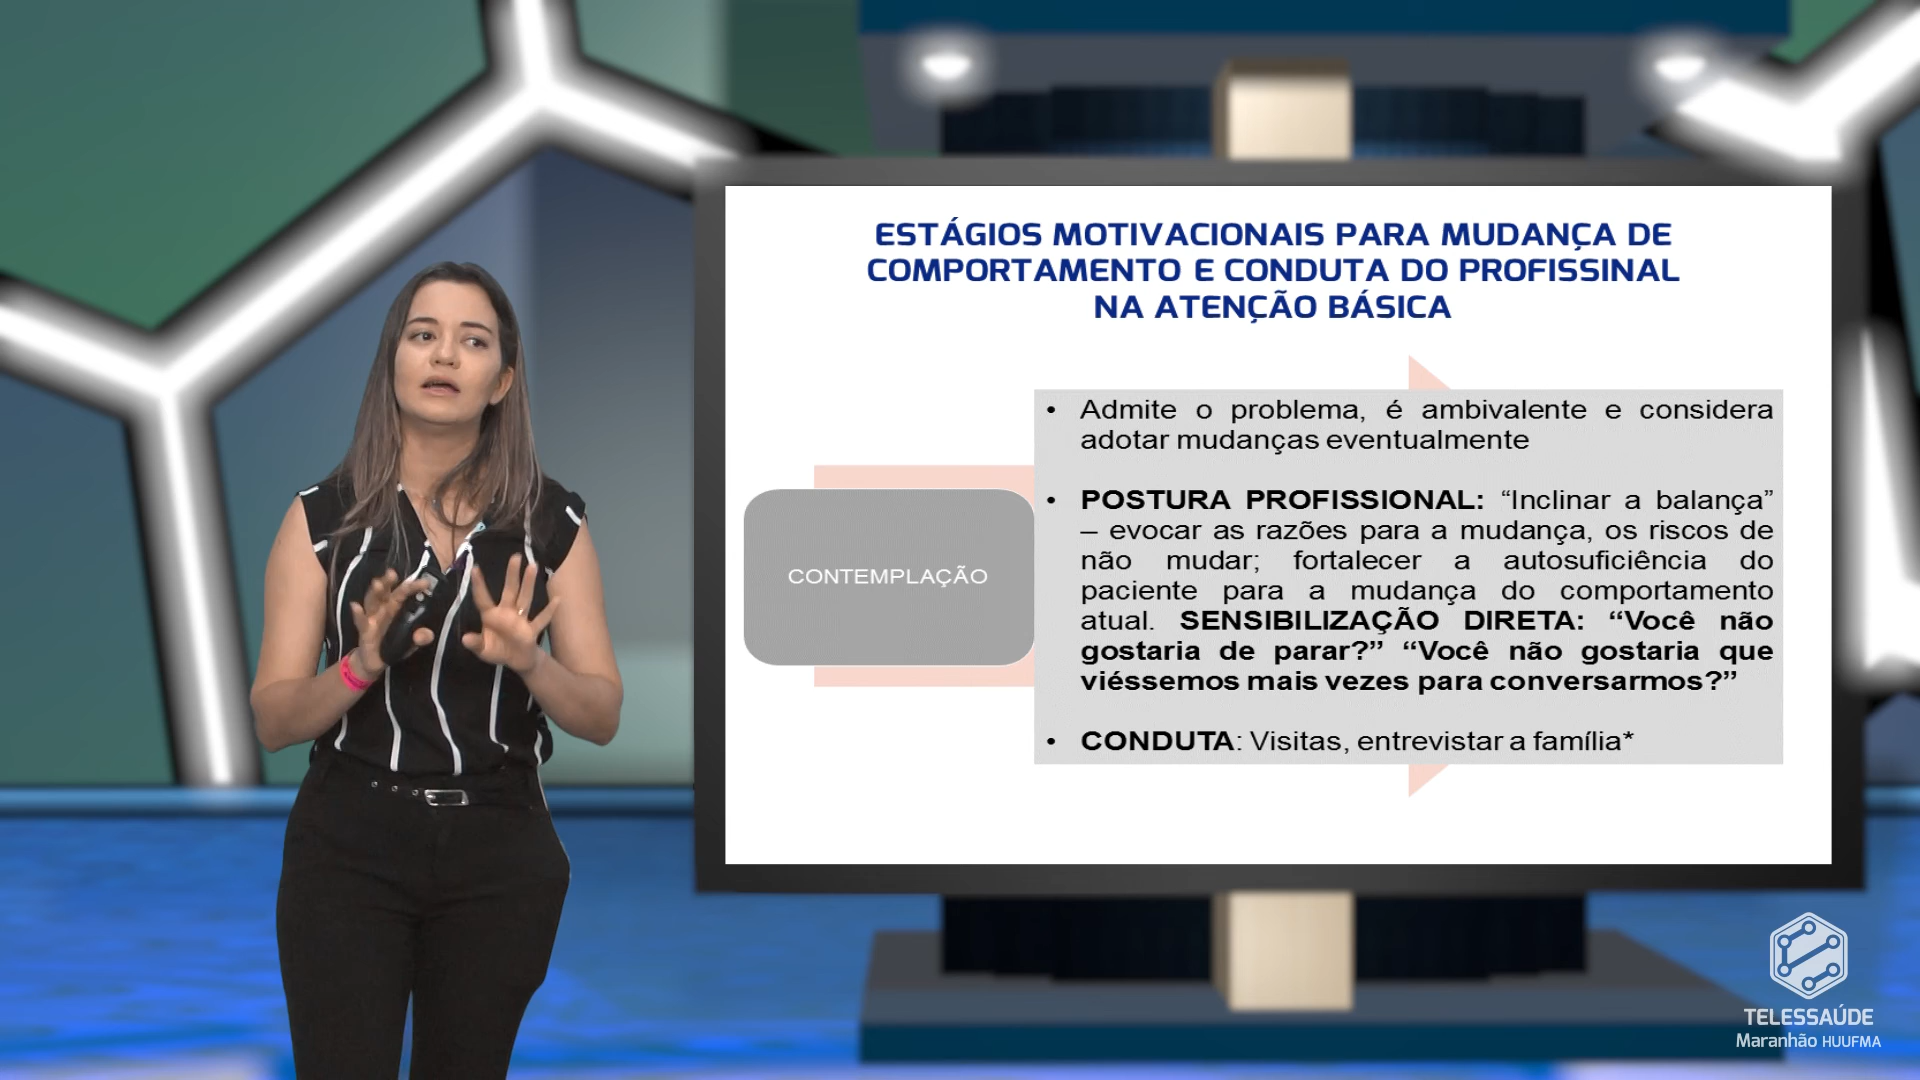 ESTÁGIOS MOTIVACIONAIS PARA MUDANÇA DE
COMPORTAMENTO E CONDUTA DO PROFISSINAL
NA ATENÇÃO BÁSICA
CONTEMPLAÇÃO
• Admite o problema, é ambivalente e considera
adotar mudanças eventualmente
• POSTURA PROFISSIONAL: “Inclinar a balança”
– evocar as razões para a mudança, os riscos de
não mudar; fortalecer a autosuficiência do
paciente para a mudança do comportamento
atual. SENSIBILIZAÇÃO DIRETA: “Você não
gostaria de parar?” “Você não gostaria que
viéssemos mais vezes para conversarmos?”
• CONDUTA: Visitas, entrevistar a família*
TELESSAÚDE
Maranhão HUUFMA